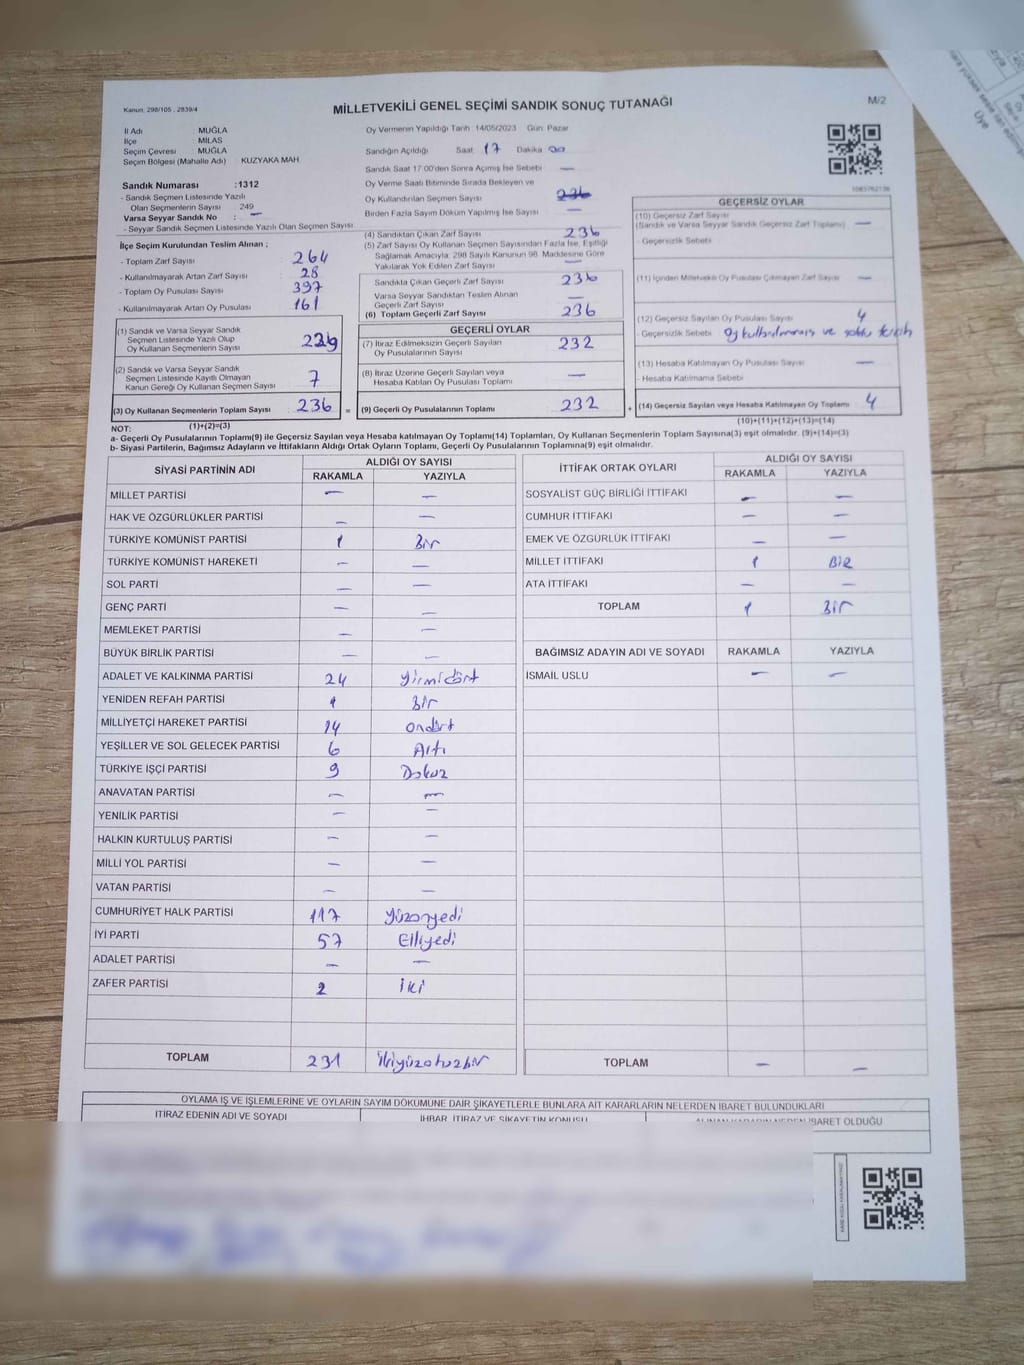 Kanun: 298/105 , 2839/4
MİLLETVEKİLİ GENEL SEÇİMİ SANDIK SONUÇ TUTANAĞI
M/2
İl Adı MUĞLA
İlçe MİLAS
Seçim Çevresi MUĞLA
Seçim Bölgesi (Mahalle Adı) KUZYAKA MAH
Sandık Numarası :1312
- Sandık Seçmen Listesinde Yazılı
Olan Seçmenlerin Sayısı 249
Varsa Seyyar Sandık No : —
- Seyyar Sandık Seçmen Listesinde Yazılı Olan Seçmen Sayısı
İlçe Seçim Kurulundan Teslim Alınan ;
- Toplam Zarf Sayısı 264
- Kullanılmayarak Artan Zarf Sayısı 28
- Toplam Oy Pusulası Sayısı 397
- Kullanılmayarak Artan Oy Pusulası 161
(1) Sandık ve Varsa Seyyar Sandık
Seçmen Listesinde Yazılı Olup
Oy Kullanan Seçmenlerin Sayısı 229
(2) Sandık ve Varsa Seyyar Sandık
Seçmen Listesinde Kayıtlı Olmayan
Kanun Gereği Oy Kullanan Seçmen Sayısı 7
(3) Oy Kullanan Seçmenlerin Toplam Sayısı 236 =
(1)+(2)=(3)
Oy Vermenin Yapıldığı Tarih 14/05/2023 Gün Pazar
Sandığın Açıldığı Saat 17 Dakika 00
Sandık Saat 17:00'den Sonra Açılmış İse Sebebi —
Oy Verme Saati Bitiminde Sırada Bekleyen ve
Oy Kullandırılan Seçmen Sayısı 236
Birden Fazla Sayım Döküm Yapılmış İse Sayısı —
(4) Sandıktan Çıkan Zarf Sayısı 236
(5) Zarf Sayısı Oy Kullanan Seçmen Sayısından Fazla İse, Eşitliği
Sağlamak Amacıyla, 298 Sayılı Kanunun 98. Maddesine Göre
Yakılarak Yok Edilen Zarf Sayısı —
Sandıkta Çıkan Geçerli Zarf Sayısı 236
Varsa Seyyar Sandıktan Teslim Alınan
Geçerli Zarf Sayısı —
(6) Toplam Geçerli Zarf Sayısı 236
GEÇERLİ OYLAR
(7) İtiraz Edilmeksizin Geçerli Sayılan
Oy Pusulalarının Sayısı 232
(8) İtiraz Üzerine Geçerli Sayılan veya
Hesaba Katılan Oy Pusulası Toplamı —
(9) Geçerli Oy Pusulalarının Toplamı 232 +
1083762138
GEÇERSİZ OYLAR
(10) Geçersiz Zarf Sayısı
(Sandık ve Varsa Seyyar Sandık Geçersiz Zarf Toplamı) —
- Geçersizlik Sebebi
(11) İçinden Milletvekili Oy Pusulası Çıkmayan Zarf Sayısı —
(12) Geçersiz Sayılan Oy Pusulası Sayısı 4
- Geçersizlik Sebebi Oy kullanılmamış ve
(13) Hesaba Katılmayan Oy Pusulası Sayısı —
- Hesaba Katılmama Sebebi
(14) Geçersiz Sayılan veya Hesaba Katılmayan Oy Toplamı 4
(10)+(11)+(12)+(13)=(14)
NOT:
a- Geçerli Oy Pusulalarının Toplamı(9) ile Geçersiz Sayılan veya Hesaba katılmayan Oy Toplamı(14) Toplamları, Oy Kullanan Seçmenlerin Toplam Sayısına(3) eşit olmalıdır. (9)+(14)=(3)
b- Siyasi Partilerin, Bağımsız Adayların ve İttifakların Aldığı Ortak Oyların Toplamı, Geçerli Oy Pusulalarının Toplamına(9) eşit olmalıdır.
SİYASİ PARTİNİN ADI ALDIĞI OY SAYISI
RAKAMLA YAZIYLA
MİLLET PARTİSİ — —
HAK VE ÖZGÜRLÜKLER PARTİSİ — —
TÜRKİYE KOMÜNİST PARTİSİ 1 Bir
TÜRKİYE KOMÜNİST HAREKETİ — —
SOL PARTİ — —
GENÇ PARTİ — —
MEMLEKET PARTİSİ — —
BÜYÜK BİRLİK PARTİSİ — —
ADALET VE KALKINMA PARTİSİ 24 yirmidört
YENİDEN REFAH PARTİSİ 1 Bir
MİLLİYETÇİ HAREKET PARTİSİ 14 ondört
YEŞİLLER VE SOL GELECEK PARTİSİ 6 Altı
TÜRKİYE İŞÇİ PARTİSİ 9 Dokuz
ANAVATAN PARTİSİ — —
YENİLİK PARTİSİ — —
HALKIN KURTULUŞ PARTİSİ — —
MİLLİ YOL PARTİSİ — —
VATAN PARTİSİ — —
CUMHURİYET HALK PARTİSİ 117 yüzonyedi
İYİ PARTİ 57 Elliyedi
ADALET PARTİSİ — —
ZAFER PARTİSİ 2 iki
TOPLAM 231 ikiyüzotuzbir
İTTİFAK ORTAK OYLARI ALDIĞI OY SAYISI
RAKAMLA YAZIYLA
SOSYALİST GÜÇ BİRLİĞİ İTTİFAKI — —
CUMHUR İTTİFAKI — —
EMEK VE ÖZGÜRLÜK İTTİFAKI — —
MİLLET İTTİFAKI 1 BİR
ATA İTTİFAKI — —
TOPLAM 1 Bir
BAĞIMSIZ ADAYIN ADI VE SOYADI RAKAMLA YAZIYLA
İSMAİL USLU — —
TOPLAM — —
OYLAMA İŞ VE İŞLEMLERİNE VE OYLARIN SAYIM DÖKÜMÜNE DAİR ŞİKAYETLERLE BUNLARA AİT KARARLARIN NELERDEN İBARET BULUNDUKLARI
İTİRAZ EDENİN ADI VE SOYADI
İHBAR, İTİRAZ VE ŞİKAYETİN KONUSU
İBARET OLDUĞU
Üye